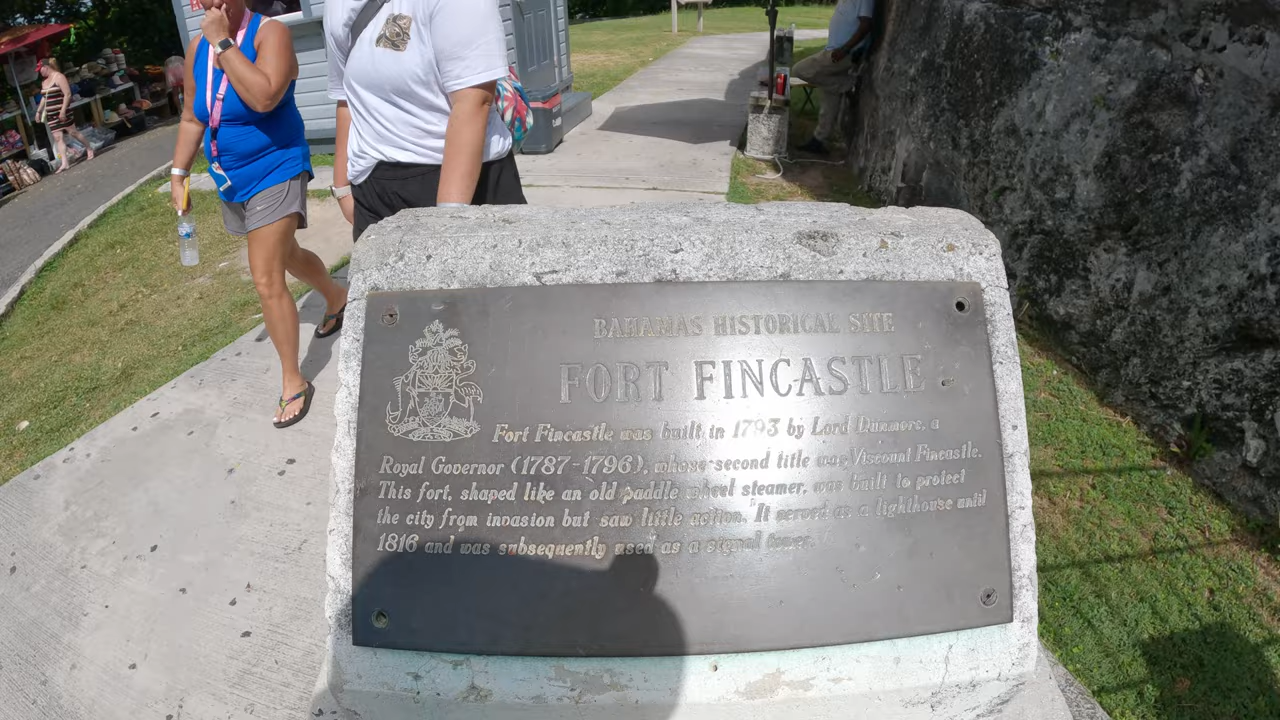 BAHAMAS HISTORICAL SITE
FORT FINCASTLE
Fort Fincastle was built in 1793 by Lord Dunmore, a
Royal Governor (1787-1796), whose second title was Viscount Fincastle.
This fort, shaped like an old paddle wheel steamer, was built to protect
the city from invasion but saw little action. It served as a lighthouse until
1816 and was subsequently used as a signal tower.